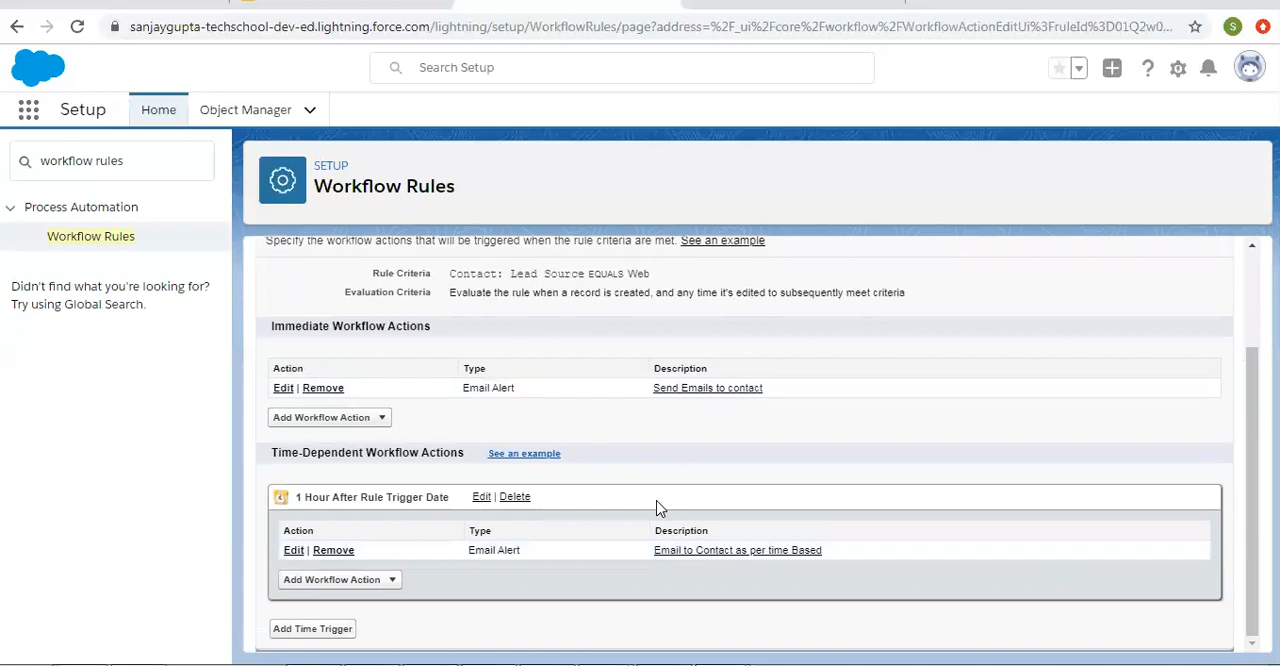 sanjaygupta-techschool-dev-ed.lightning.force.com/lightning/setup/WorkflowRules/page?address=%2F_ui%2Fcore%2Fworkflow%2FWorkflowActionEditUi%3FruleId%3D01Q2w0...
S
Search Setup
Setup Home Object Manager
workflow rules
Process Automation
Workflow Rules
Didn't find what you're looking for?
Try using Global Search.
SETUP
Workflow Rules
Specify the workflow actions that will be triggered when the rule criteria are met. See an example
Rule Criteria Contact: Lead Source EQUALS Web
Evaluation Criteria Evaluate the rule when a record is created, and any time it's edited to subsequently meet criteria
Immediate Workflow Actions
Action Type Description
Edit | Remove Email Alert Send Emails to contact
Add Workflow Action
Time-Dependent Workflow Actions See an example
1 Hour After Rule Trigger Date Edit | Delete
Action Type Description
Edit | Remove Email Alert Email to Contact as per time Based
Add Workflow Action
Add Time Trigger